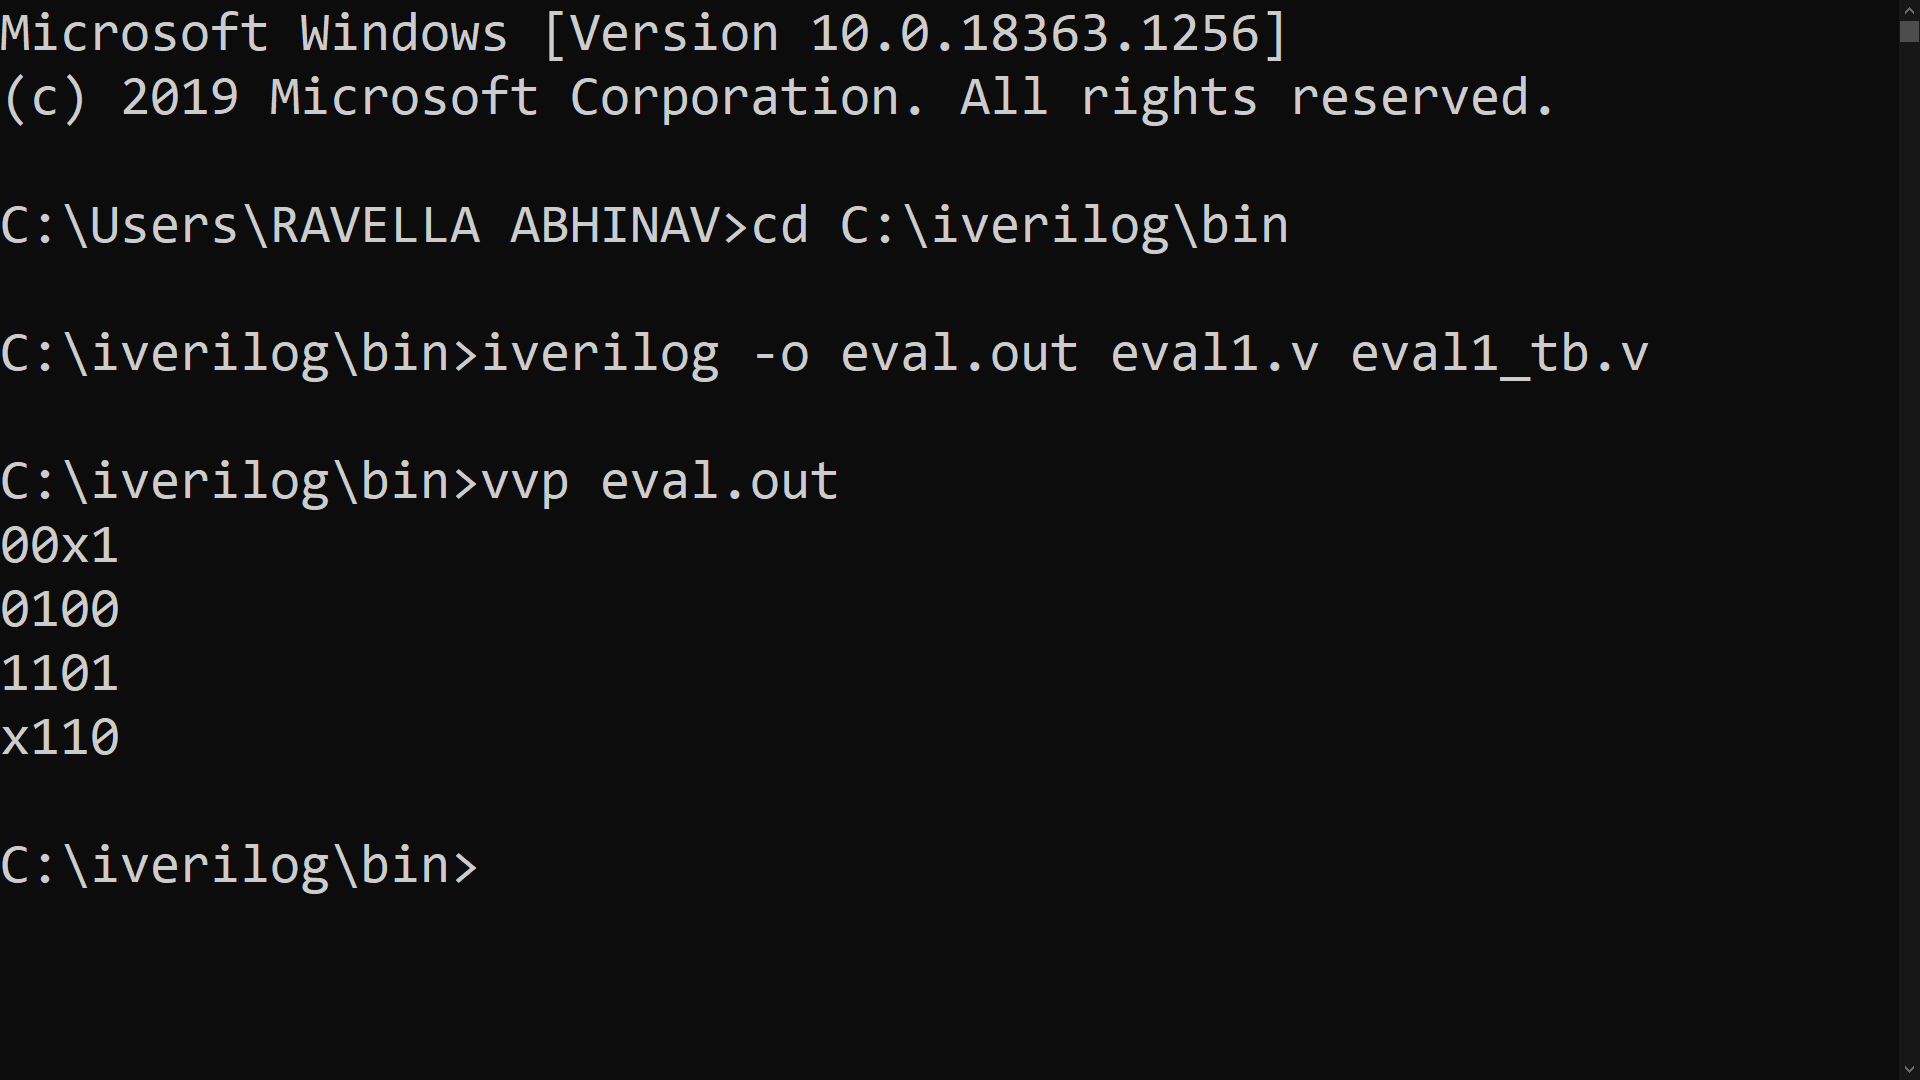 Microsoft Windows [Version 10.0.18363.1256]
(c) 2019 Microsoft Corporation. All rights reserved.
C:\Users\RAVELLA ABHINAV>cd C:\iverilog\bin
C:\iverilog\bin>iverilog -o eval.out eval1.v eval1_tb.v
C:\iverilog\bin>vvp eval.out
00x1
0100
1101
x110
C:\iverilog\bin>